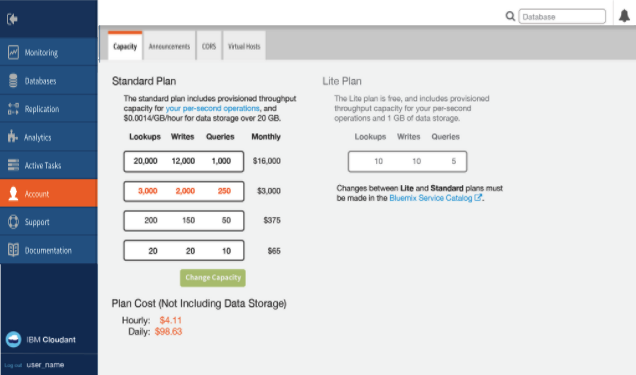 Database
Monitoring
Databases
Replication
Analytics
Active Tasks
Account
Support
Documentation
IBM Cloudant
Log out user_name
Capacity Announcements CORS Virtual Hosts
Standard Plan
The standard plan includes provisioned throughput
capacity for your per-second operations, and
$0.0014/GB/hour for data storage over 20 GB.
Lookups Writes Queries Monthly
20,000 12,000 1,000 $16,000
3,000 2,000 250 $3,000
200 150 50 $375
20 20 10 $65
Change Capacity
Plan Cost (Not Including Data Storage)
Hourly: $4.11
Daily: $98.63
Lite Plan
The Lite plan is free, and includes provisioned
throughput capacity for your per-second
operations and 1 GB of data storage.
Lookups Writes Queries
10 10 5
Changes between Lite and Standard plans must
be made in the Bluemix Service Catalog.